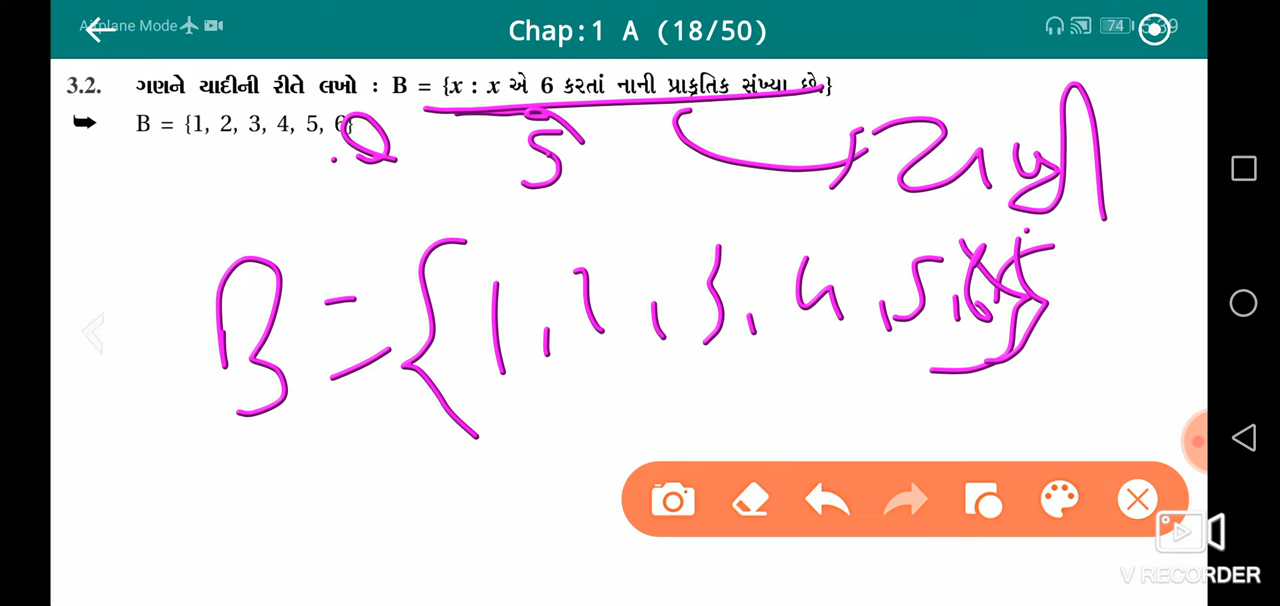 Airplane Mode
Chap:1 A (18/50)
74
3.2. ગણને યાદીની રીતે લખો : B = {x : x એ 6 કરતાં નાની પ્રાકૃતિક સંખ્યા છે.}
B = {1, 2, 3, 4, 5, 6}
5
B = {1, 2, 3, 4, 5, 6}
V RECORDER